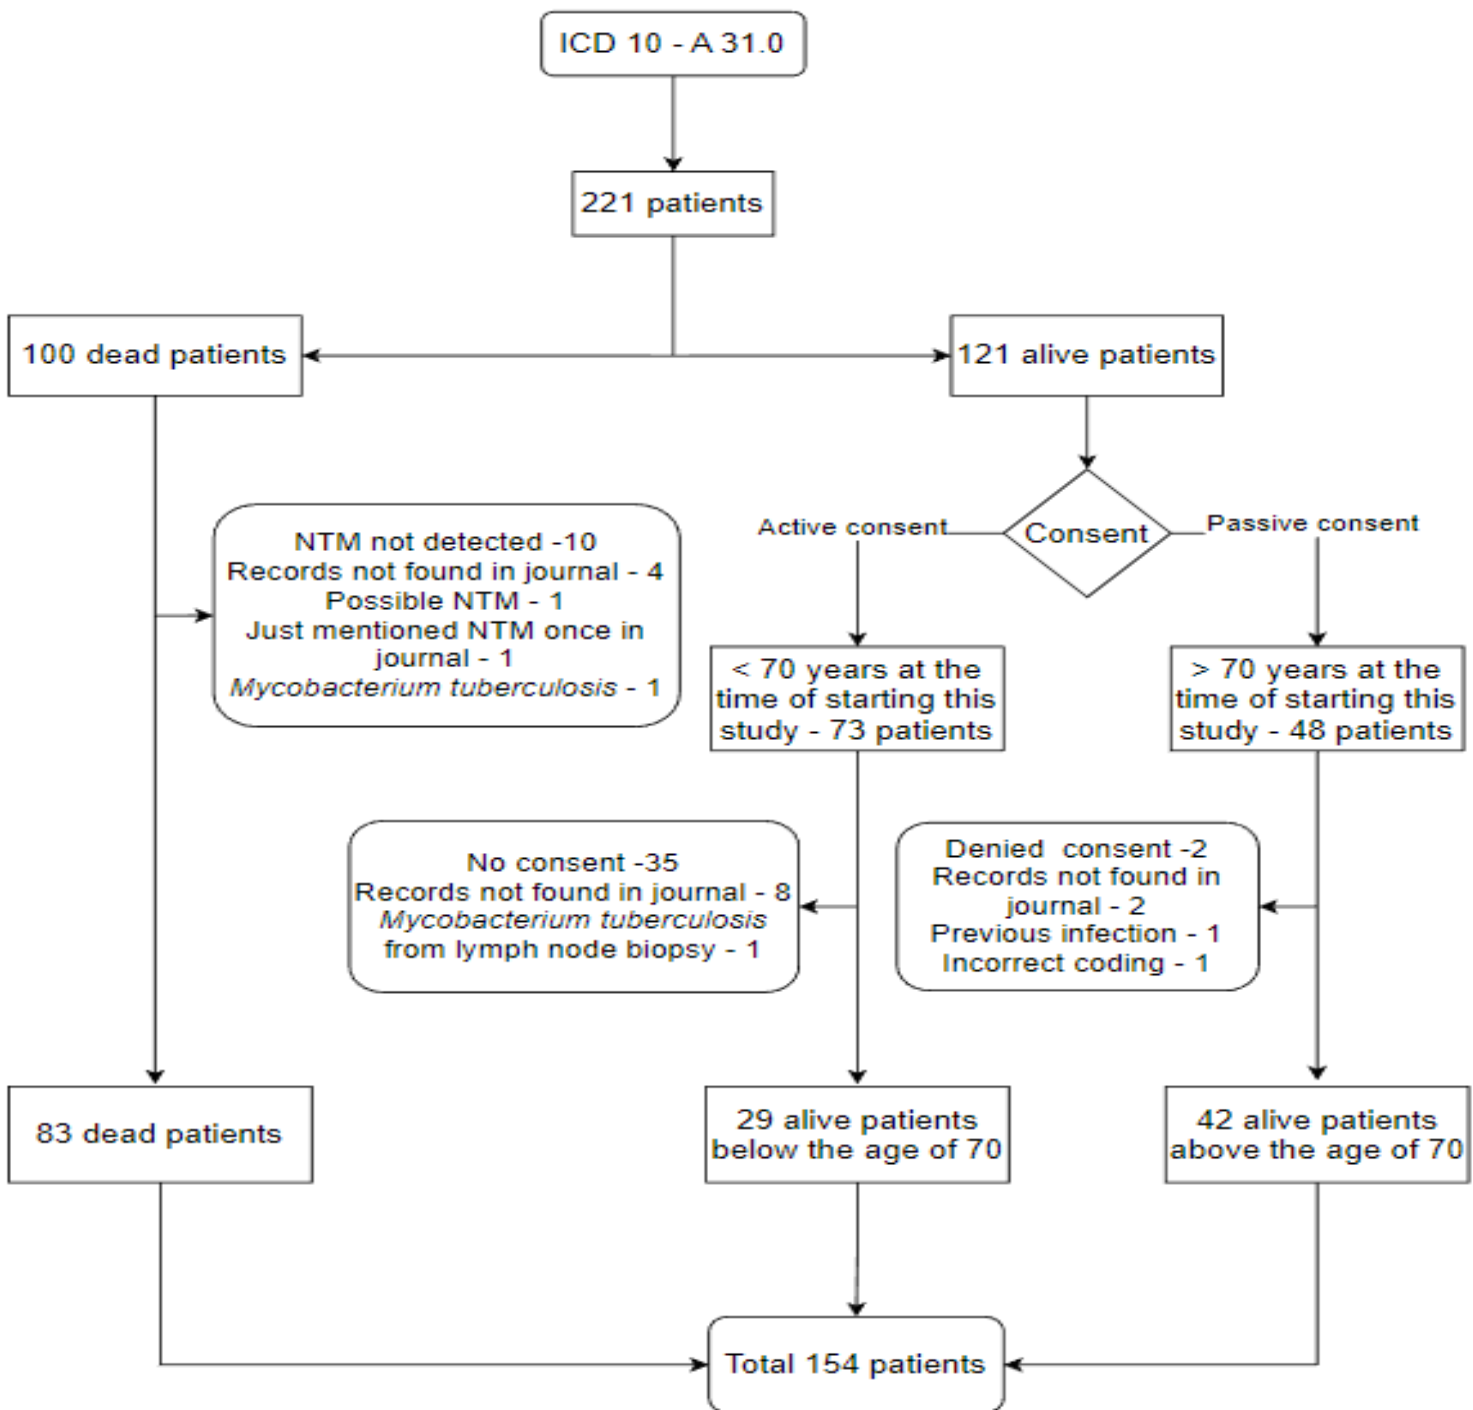 ICD 10 - A 31.0
221 patients
100 dead patients
121 alive patients
Active consent
Consent
Passive consent
NTM not detected -10
Records not found in journal - 4
Possible NTM - 1
Just mentioned NTM once in
journal - 1
Mycobacterium tuberculosis - 1
< 70 years at the
time of starting this
study - 73 patients
> 70 years at the
time of starting this
study - 48 patients
No consent -35
Records not found in journal - 8
Mycobacterium tuberculosis
from lymph node biopsy - 1
Denied consent -2
Records not found in
journal - 2
Previous infection - 1
Incorrect coding - 1
83 dead patients
29 alive patients
below the age of 70
42 alive patients
above the age of 70
Total 154 patients